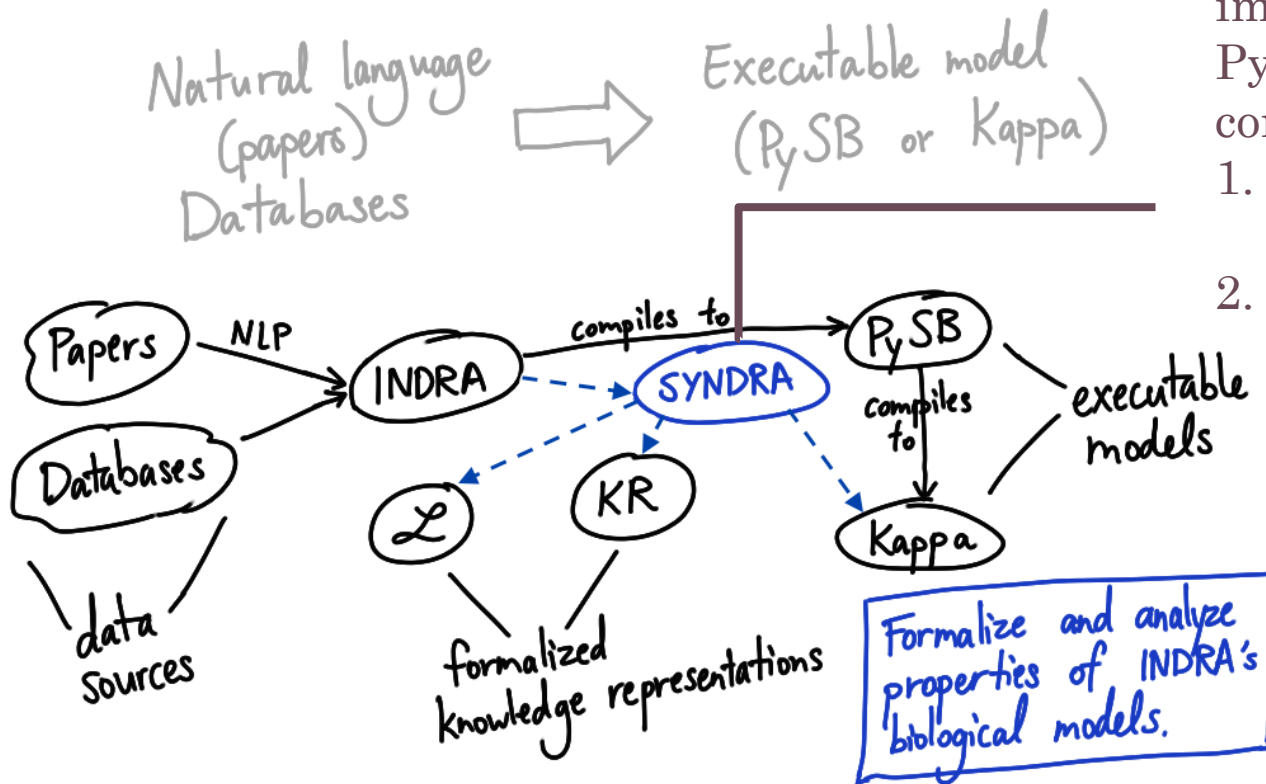 Natural language
(papers)
Databases
Executable model
(PySB or Kappa)
1.
2.
Papers
NLP
Databases
data
sources
INDRA
compiles to
SYNDRA
PySB
compiles
to
Kappa
executable
models
ℒ
KR
formalized
knowledge representations
Formalize and analyze
properties of INDRA's
biological models.